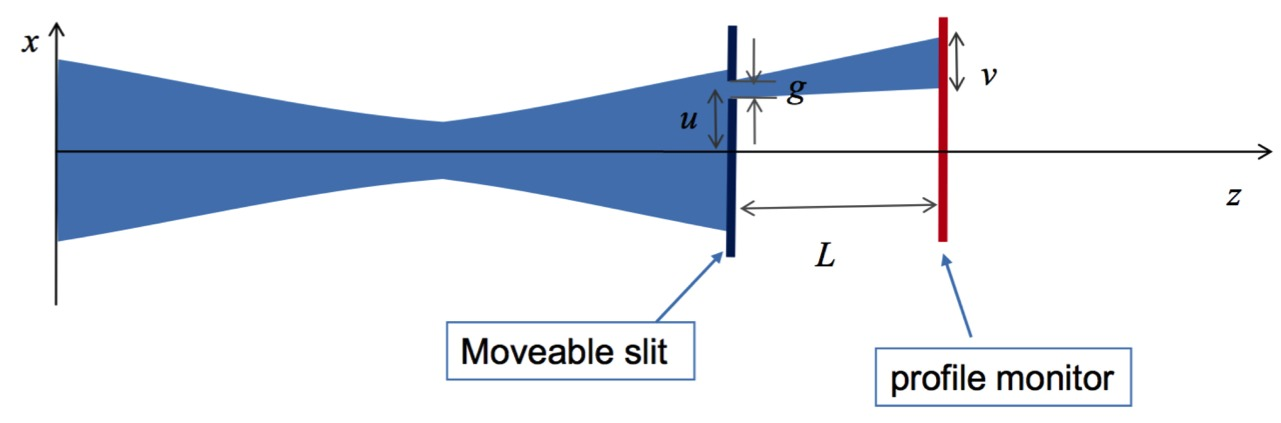 x
g
v
u
z
L
Moveable slit
profile monitor